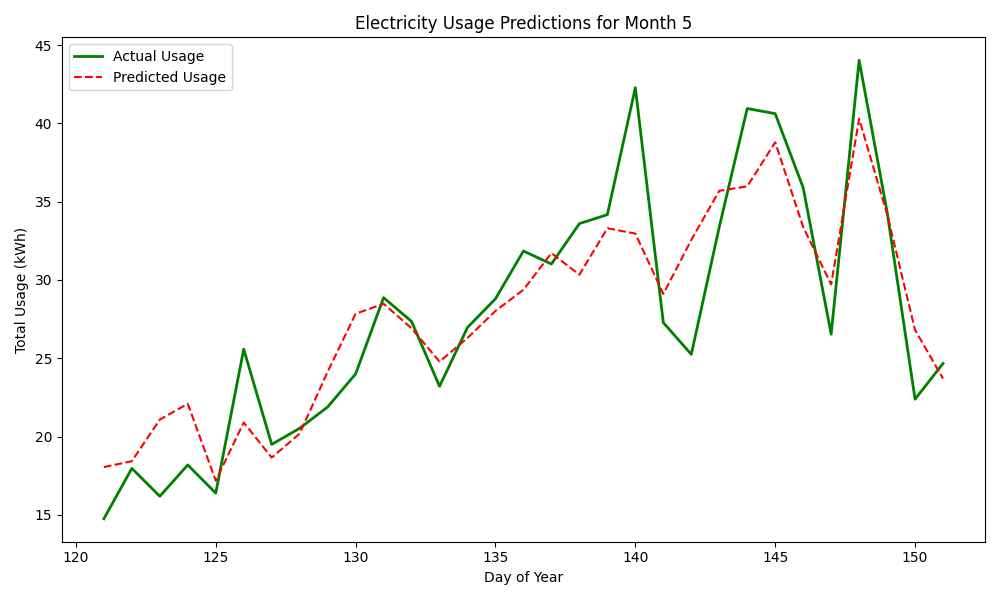 Electricity Usage Predictions for Month 5
Actual Usage
Predicted Usage
Total Usage (kWh)
45
40
35
30
25
20
15
120
125
130
135
140
145
150
Day of Year